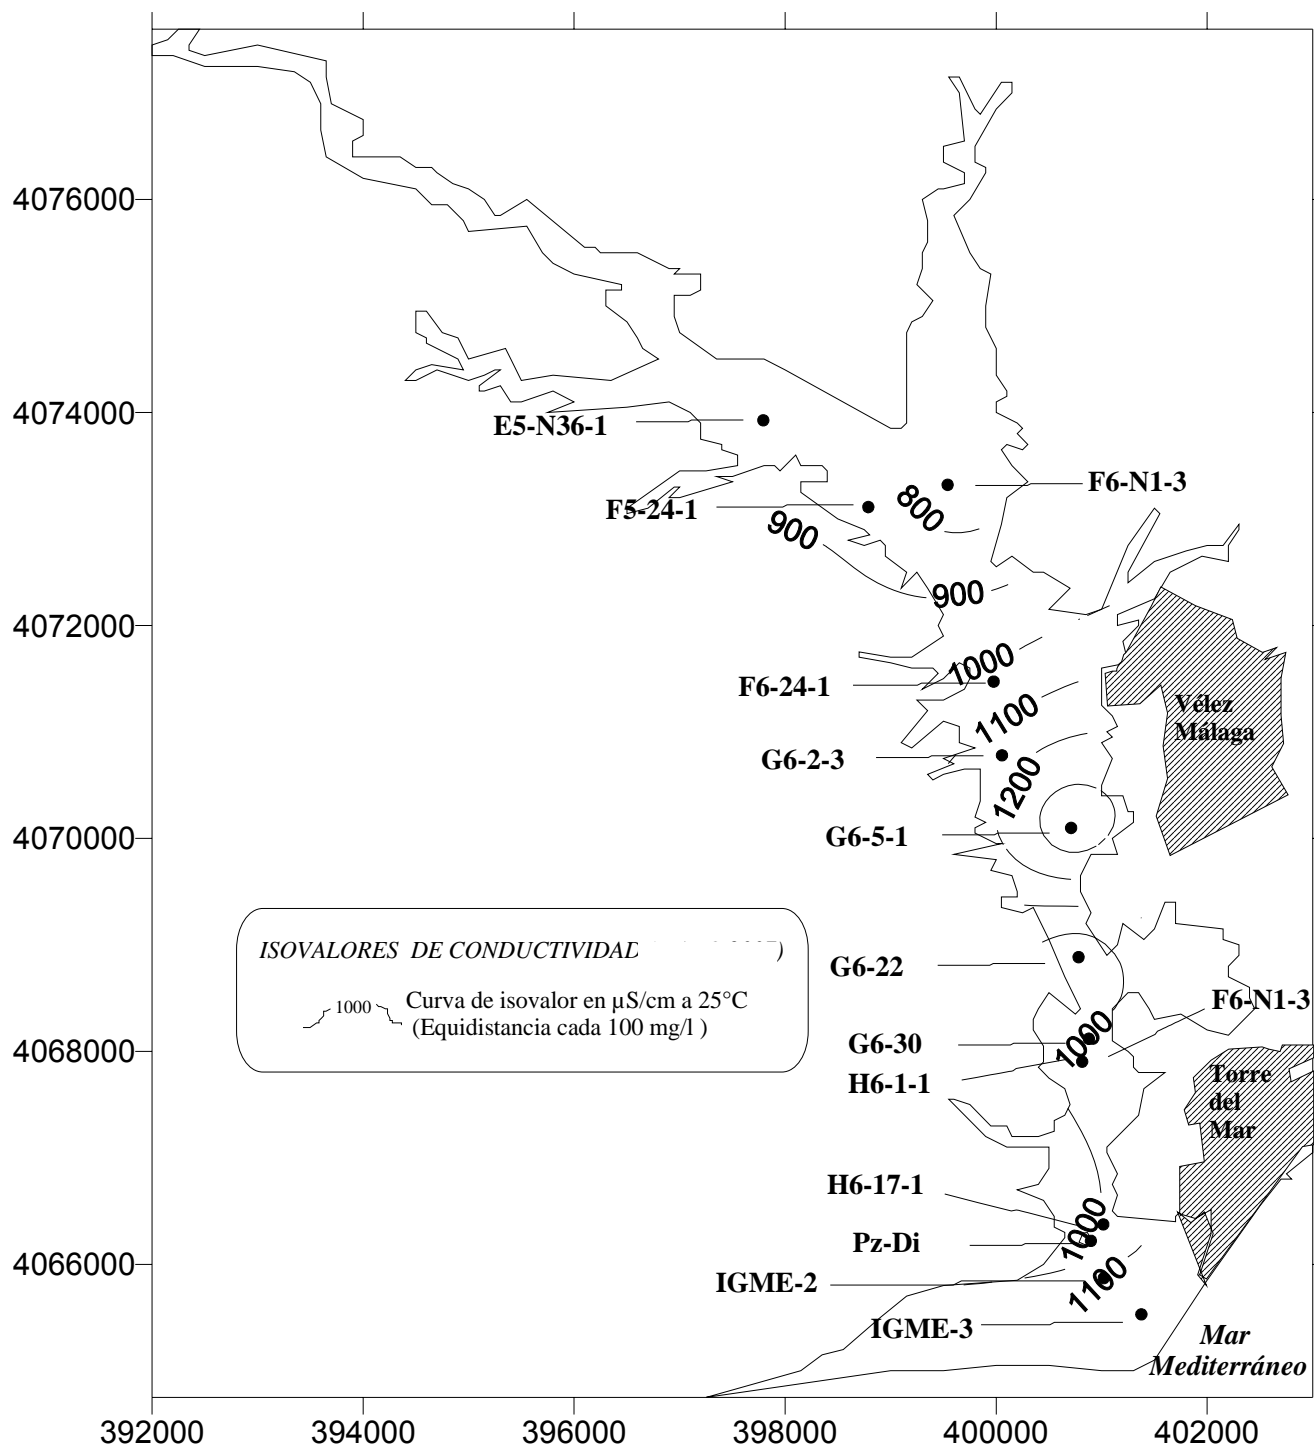 4076000
4074000
E5-N36-1
F6-N1-3
F5-24-1
800
900
900
4072000
1000
F6-24-1
1100
Vélez
Málaga
G6-2-3
1200
4070000
G6-5-1
ISOVALORES DE CONDUCTIVIDAD )
1000 Curva de isovalor en µS/cm a 25°C
(Equidistancia cada 100 mg/l )
G6-22
F6-N1-3
4068000
G6-30
1000
H6-1-1
Torre
del
Mar
H6-17-1
1000
Pz-Di
4066000
IGME-2
1100
IGME-3
Mar
Mediterráneo
392000 394000 396000 398000 400000 402000